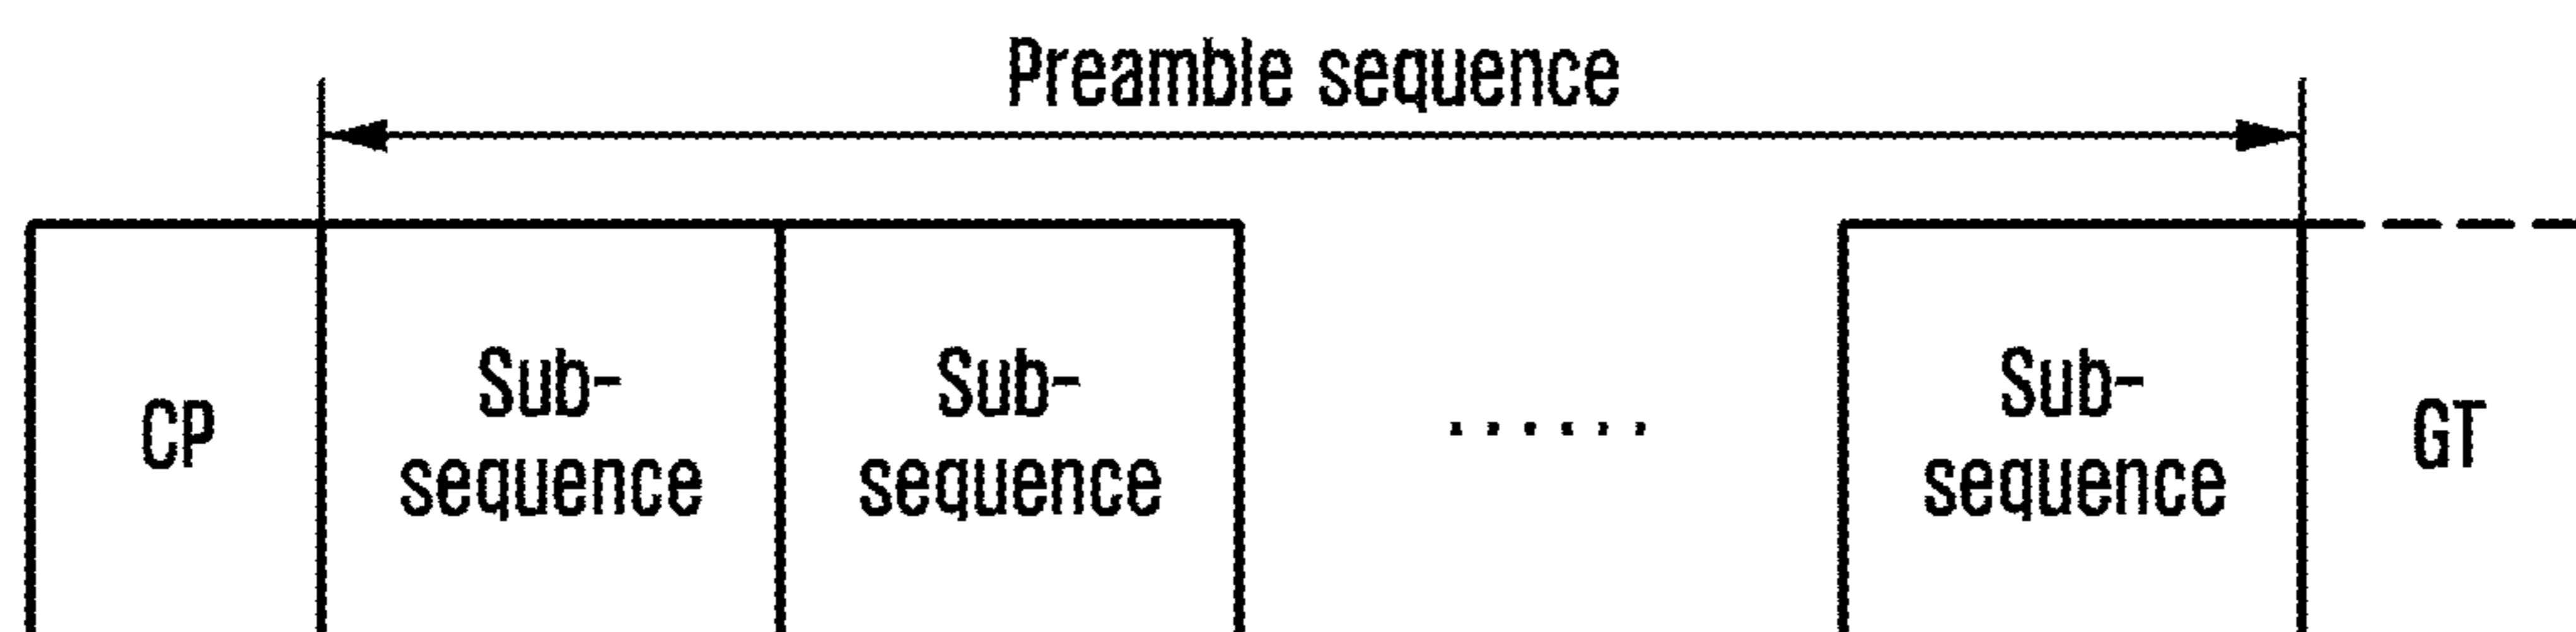 Preamble sequence
CP
Sub-
sequence
Sub-
sequence
......
Sub-
sequence
GT